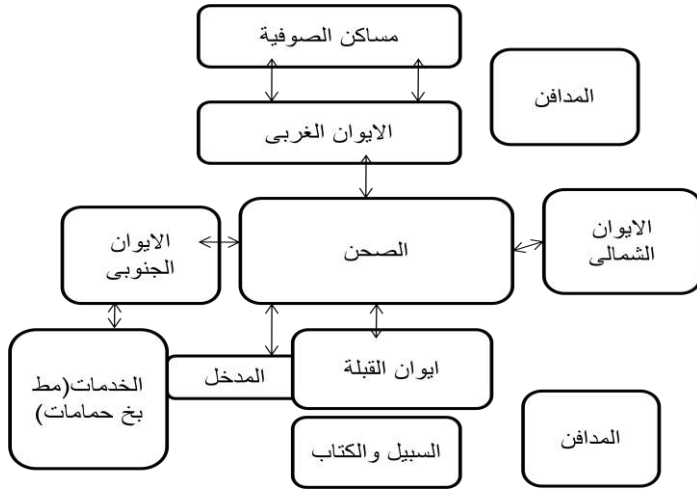 مساكن الصوفية
المدافن
الايوان الغربى
الايوان
الشمالى
الصحن
الايوان
الجنوبى
ايوان القبلة
المدخل
الخدمات(مط
بخ حمامات)
السبيل والكتاب
المدافن